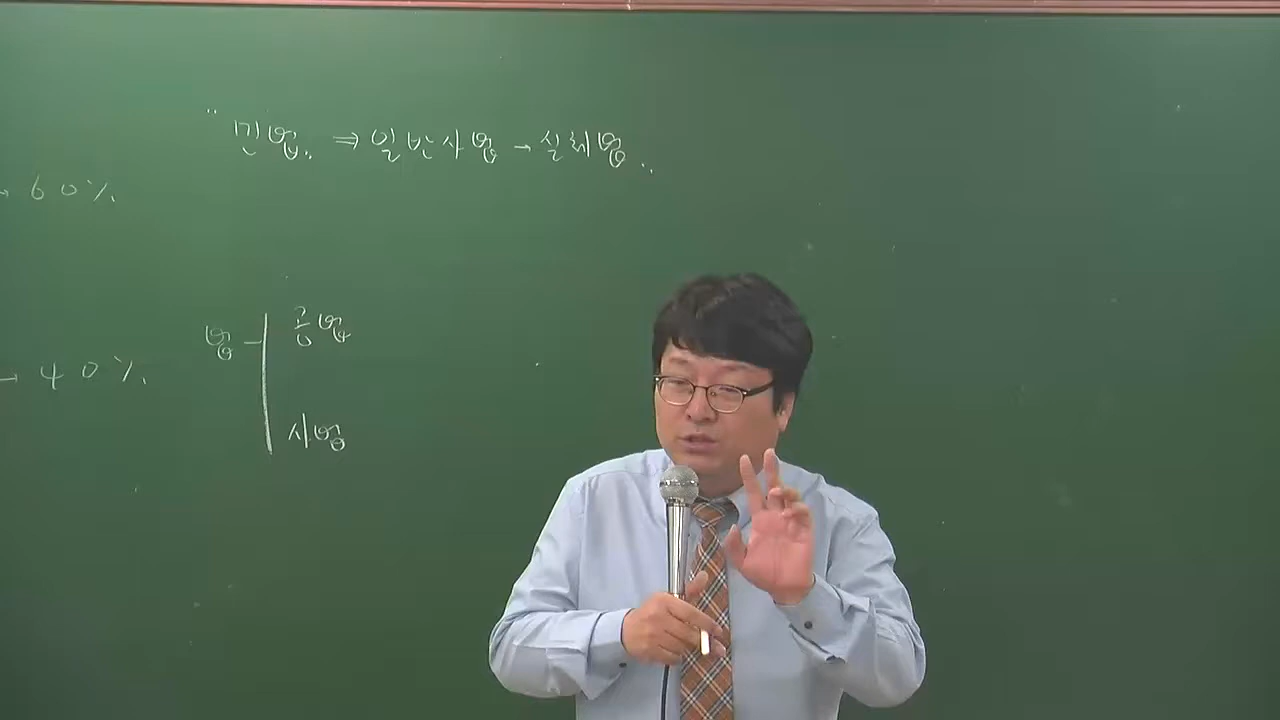 민법.. ⇒ 일반사법 → 실체법..
→ 60%
법 공법
→ 40%
사법